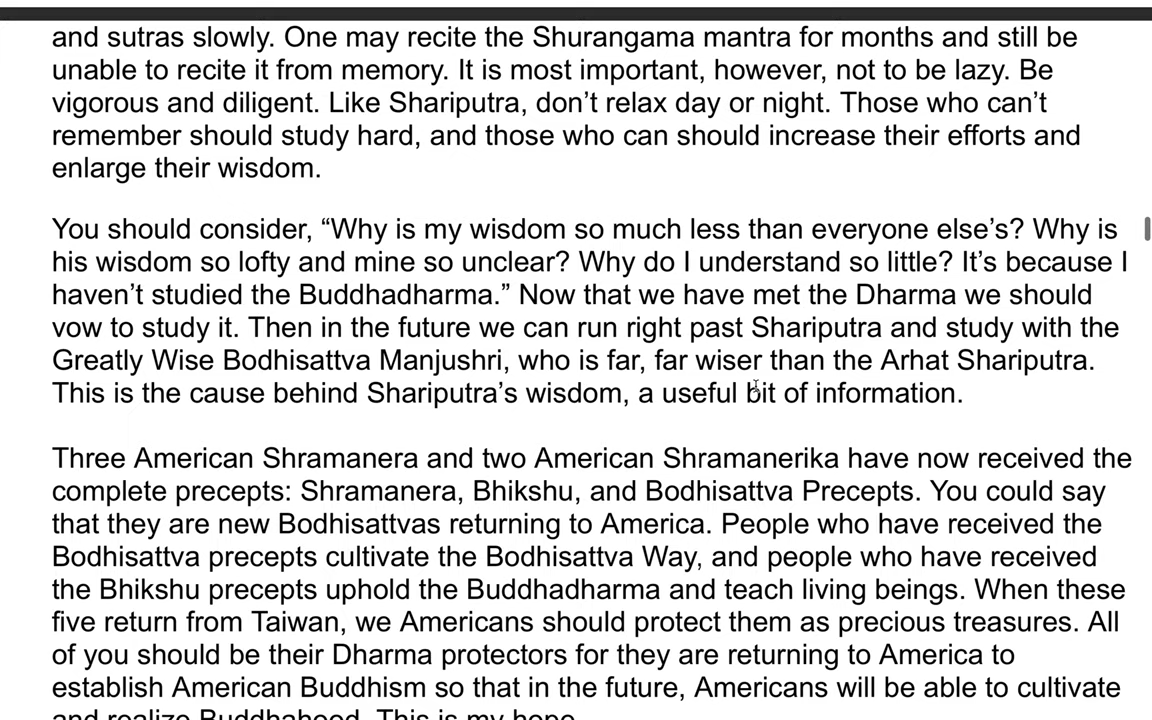 and sutras slowly. One may recite the Shurangama mantra for months and still be
unable to recite it from memory. It is most important, however, not to be lazy. Be
vigorous and diligent. Like Shariputra, don’t relax day or night. Those who can’t
remember should study hard, and those who can should increase their efforts and
enlarge their wisdom.
You should consider, “Why is my wisdom so much less than everyone else’s? Why is
his wisdom so lofty and mine so unclear? Why do I understand so little? It’s because I
haven’t studied the Buddhadharma.” Now that we have met the Dharma we should
vow to study it. Then in the future we can run right past Shariputra and study with the
Greatly Wise Bodhisattva Manjushri, who is far, far wiser than the Arhat Shariputra.
This is the cause behind Shariputra’s wisdom, a useful bit of information.
Three American Shramanera and two American Shramanerika have now received the
complete precepts: Shramanera, Bhikshu, and Bodhisattva Precepts. You could say
that they are new Bodhisattvas returning to America. People who have received the
Bodhisattva precepts cultivate the Bodhisattva Way, and people who have received
the Bhikshu precepts uphold the Buddhadharma and teach living beings. When these
five return from Taiwan, we Americans should protect them as precious treasures. All
of you should be their Dharma protectors for they are returning to America to
establish American Buddhism so that in the future, Americans will be able to cultivate
and realize Buddhahood. This is my hope.